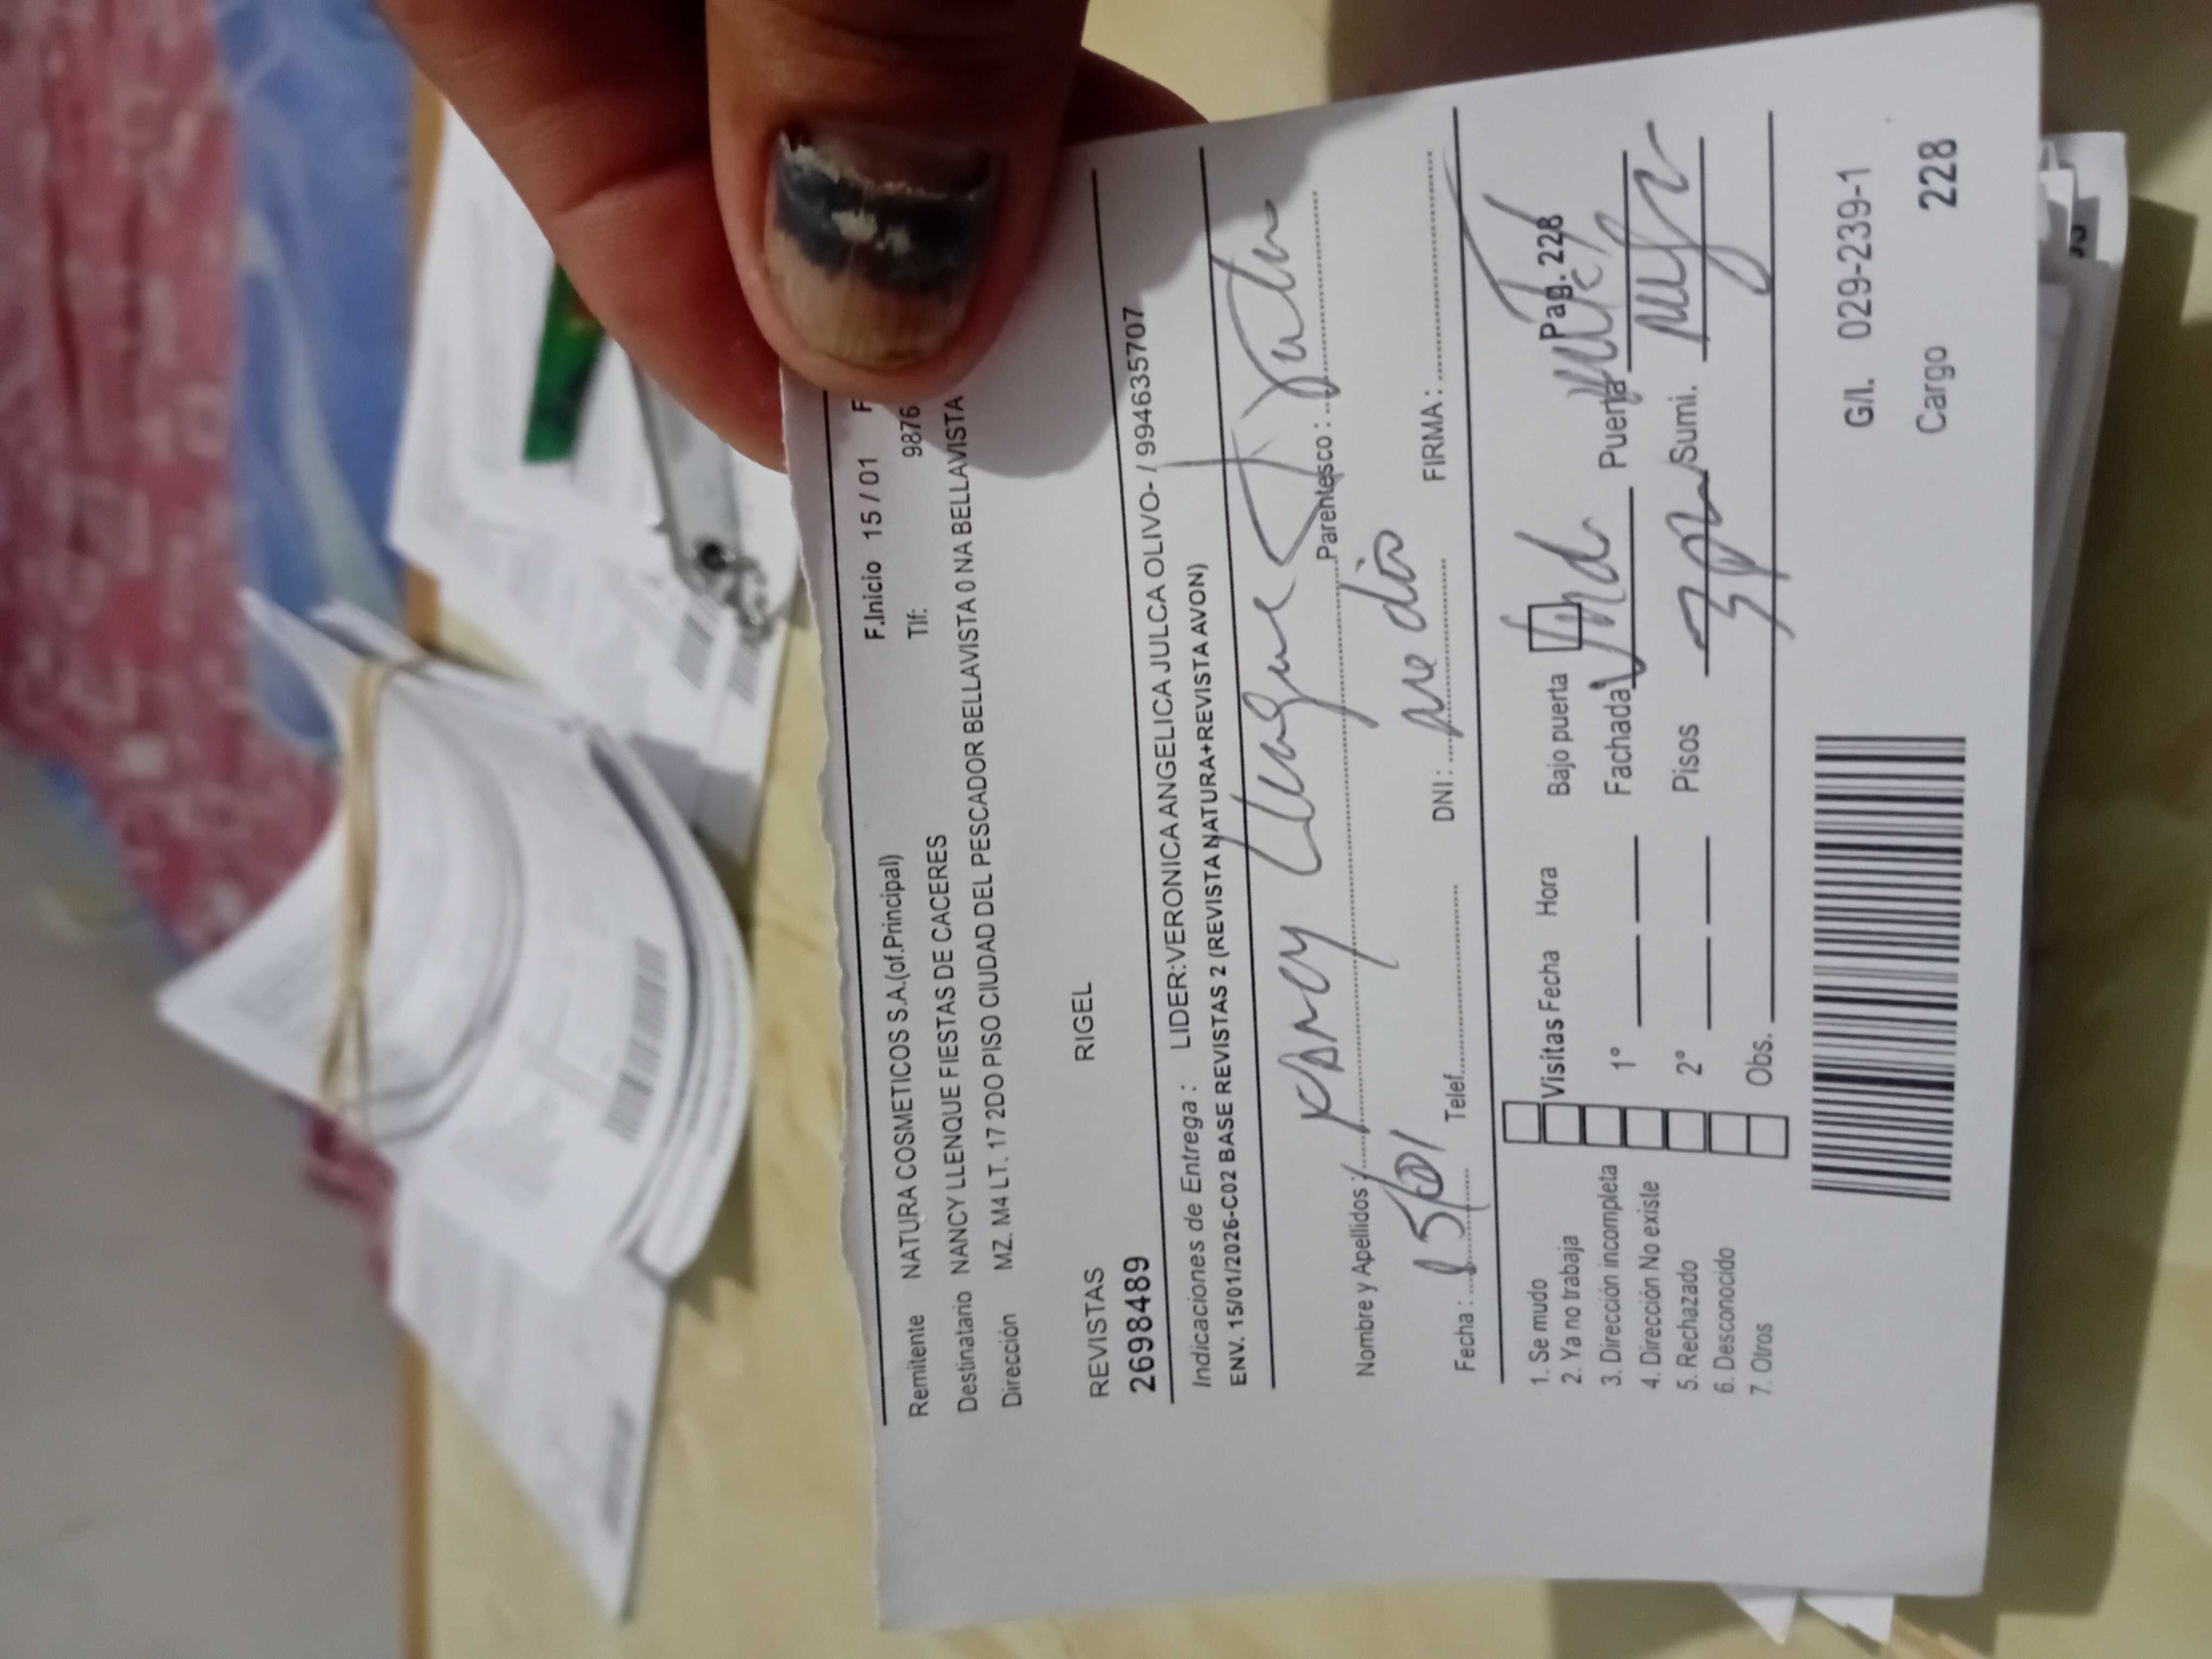 F.Inicio 15 / 01 F
Remitente NATURA COSMETICOS S.A.(of.Principal) Tlf: 9876
Destinatario NANCY LLENQUE FIESTAS DE CACERES
Dirección MZ. M4 LT. 17 2DO PISO CIUDAD DEL PESCADOR BELLAVISTA 0 NA BELLAVISTA
REVISTAS RIGEL
2698489
Indicaciones de Entrega : LIDER:VERONICA ANGELICA JULCA OLIVO- / 994635707
ENV. 15/01/2026-C02 BASE REVISTAS 2 (REVISTA NATURA+REVISTA AVON)
Nombre y Apellidos : Nancy Llenque Parentesco :
Fecha : 15/01 Telef. DNI : no dio FIRMA :
Pag. 228
1. Se mudo
2. Ya no trabaja
3. Dirección incompleta
4. Dirección No existe
5. Rechazado
6. Desconocido
7. Otros
Visitas Fecha Hora Bajo puerta
1° Fachada Puerta
2° Pisos Sumi.
Obs.
G/I. 029-239-1
Cargo 228